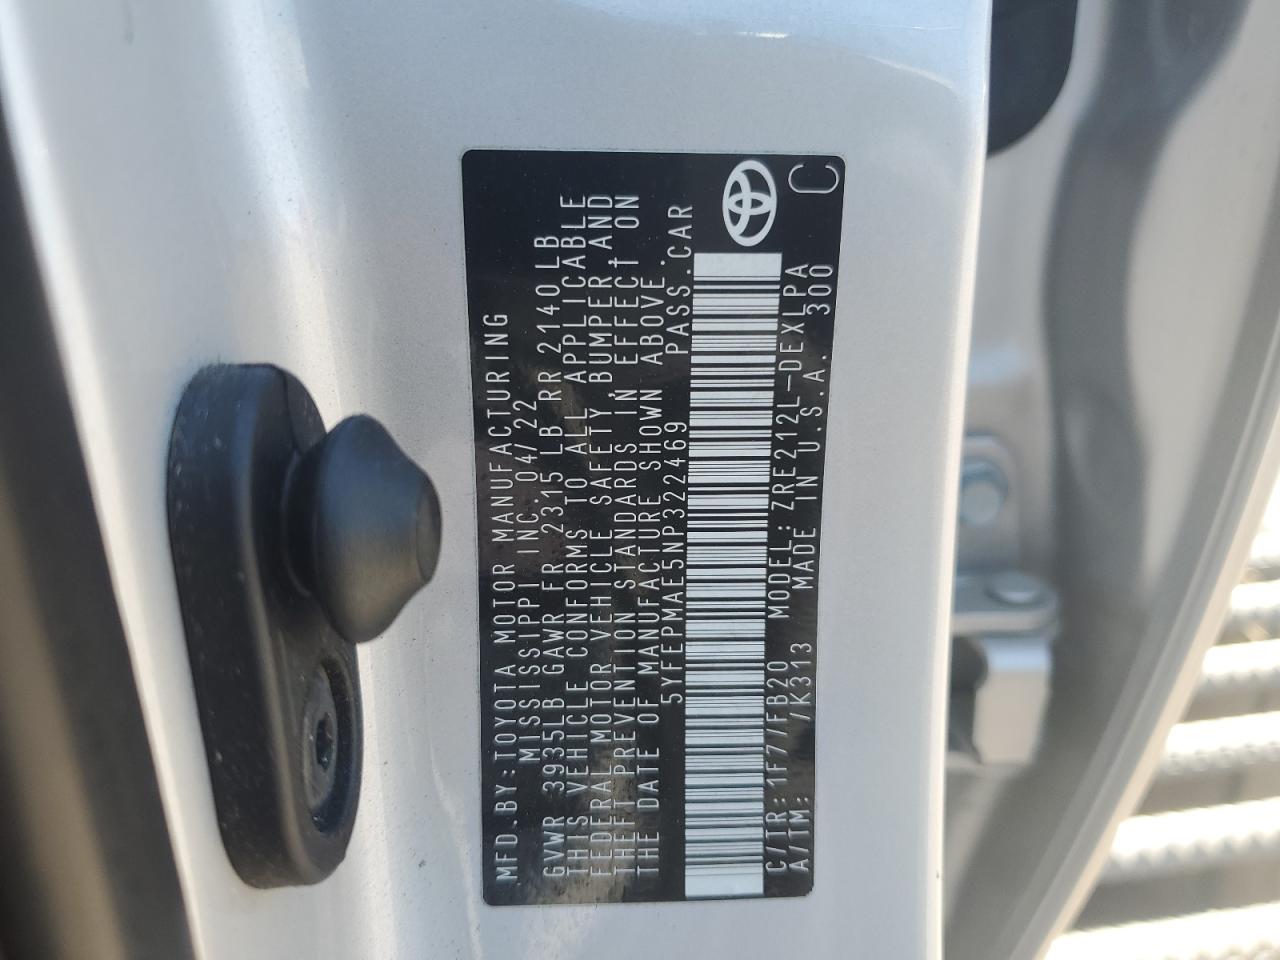 MFD.BY:TOYOTA MOTOR MANUFACTURING
MISSISSIPPI INC. 04/22
GVWR 3935LB GAWR FR 2315 LB RR 2140LB
THIS VEHICLE CONFORMS TO ALL APPLICABLE
FEDERAL MOTOR VEHICLE SAFETY, BUMPER, AND
THEFT PREVENTION STANDARDS IN EFFECT ON
THE DATE OF MANUFACTURE SHOWN ABOVE.
5YFEPMAE5NP322469 PASS.CAR
C/TR: 1F7/FB20 MODEL: ZRE212L-DEXLPA
A/TM: /K313 MADE IN U.S.A. 300 C